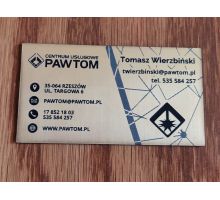 CENTRUM USŁUGOWE
PAWTOM
35-064 RZESZÓW
UL. TARGOWA 6
PAWTOM@PAWTOM.PL
17 852 18 03
535 584 257
WWW.PAWTOM.PL
Tomasz Wierzbiński
twierzbinski@pawtom.pl
tel. 535 584 257